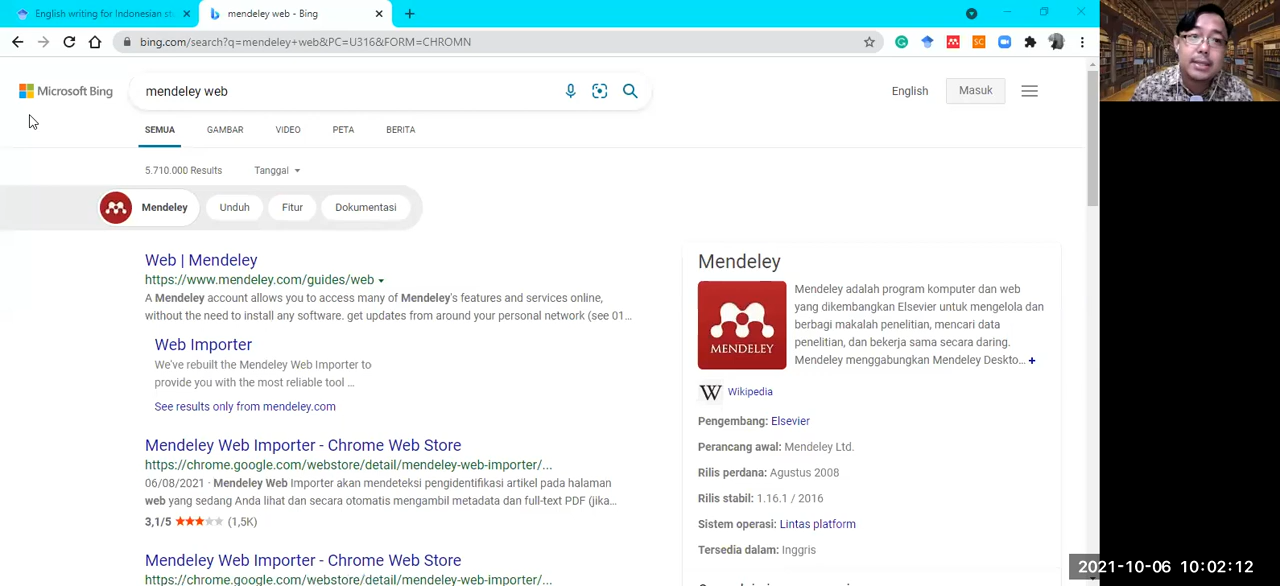 English writing for Indonesian st
mendeley web - Bing
bing.com/search?q=mendeley+web&PC=U316&FORM=CHROMN
Microsoft Bing
mendeley web
English
Masuk
SEMUA
GAMBAR
VIDEO
PETA
BERITA
5.710.000 Results
Tanggal
Mendeley
Unduh
Fitur
Dokumentasi
Web | Mendeley
https://www.mendeley.com/guides/web
A Mendeley account allows you to access many of Mendeley's features and services online,
without the need to install any software. get updates from around your personal network (see 01...
Web Importer
We've rebuilt the Mendeley Web Importer to
provide you with the most reliable tool ...
See results only from mendeley.com
Mendeley Web Importer - Chrome Web Store
https://chrome.google.com/webstore/detail/mendeley-web-importer/...
06/08/2021 · Mendeley Web Importer akan mendeteksi pengidentifikasi artikel pada halaman
web yang sedang Anda lihat dan secara otomatis mengambil metadata dan full-text PDF (jika...
3,1/5
(1,5K)
Mendeley Web Importer - Chrome Web Store
https://chrome.google.com/webstore/detail/mendeley-web-importer/...
Mendeley
MENDELEY
Mendeley adalah program komputer dan web
yang dikembangkan Elsevier untuk mengelola dan
berbagi makalah penelitian, mencari data
penelitian, dan bekerja sama secara daring.
Mendeley menggabungkan Mendeley Deskto... +
W Wikipedia
Pengembang: Elsevier
Perancang awal: Mendeley Ltd.
Rilis perdana: Agustus 2008
Rilis stabil: 1.16.1 / 2016
Sistem operasi: Lintas platform
Tersedia dalam: Inggris
2021-10-06 10:02:12